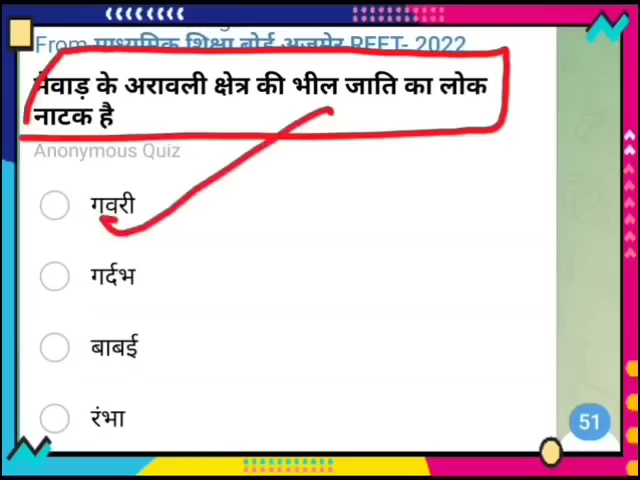 From माध्यमिक शिक्षा बोर्ड अजमेर REET- 2022
मेवाड़ के अरावली क्षेत्र की भील जाति का लोक
नाटक है
Anonymous Quiz
गवरी
गर्दभ
बाबई
रंभा
51